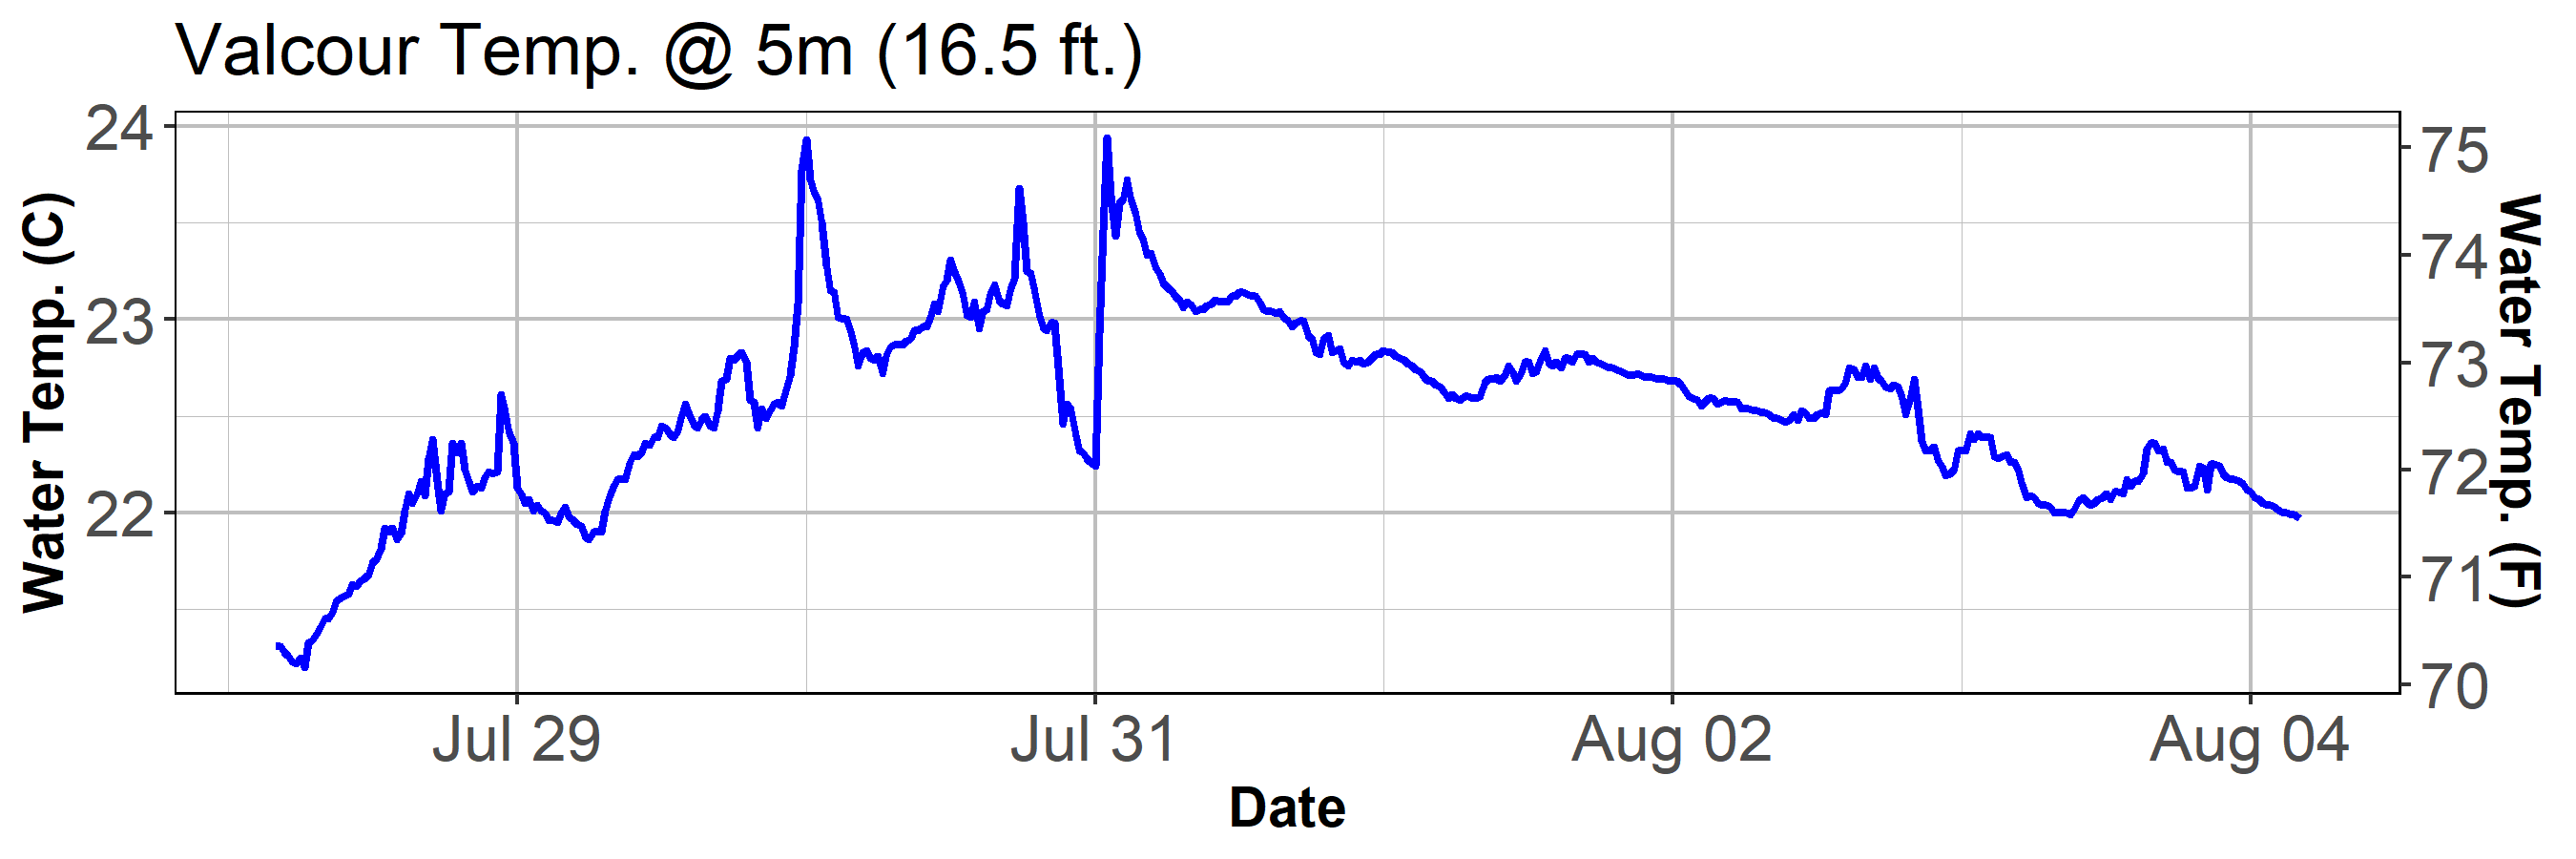 Valcour Temp. @ 5m (16.5 ft.)
Water Temp. (C)
24
23
22
75
74
73
72
71
70
Water Temp. (F)
Jul 29
Jul 31
Aug 02
Aug 04
Date